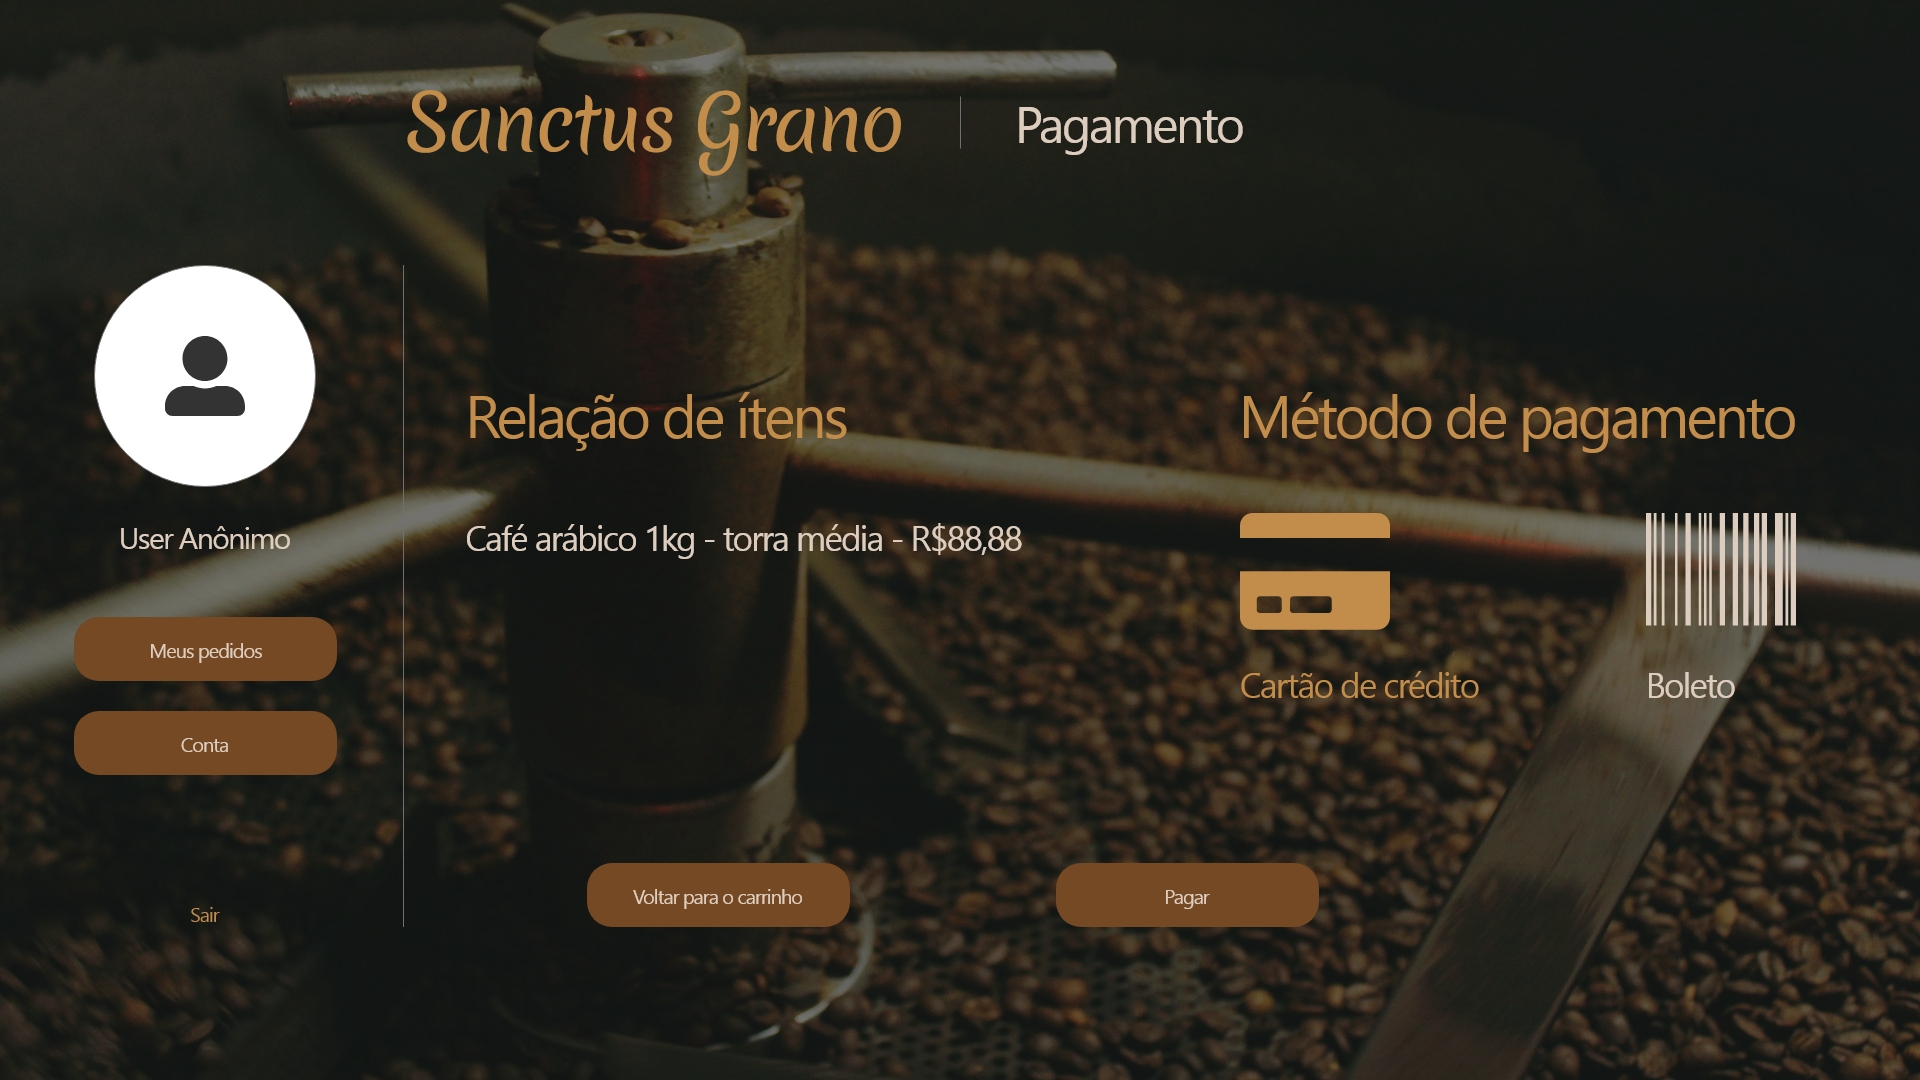 Sanctus Grano
Pagamento
User Anônimo
Meus pedidos
Conta
Sair
Relação de ítens
Café arábico 1kg - torra média - R$88,88
Método de pagamento
Cartão de crédito
Boleto
Voltar para o carrinho
Pagar